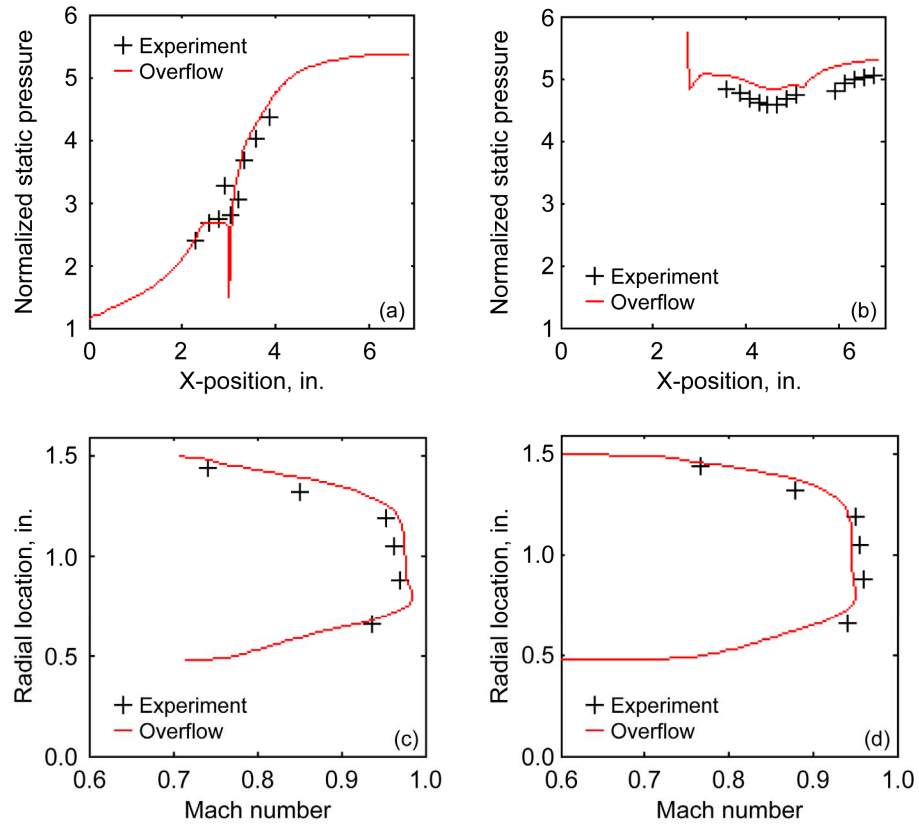 6
5
4
3
2
1
Normalized static pressure
Experiment
Overflow
(a)
0 2 4 6
X-position, in.
6
5
4
3
2
1
Normalized static pressure
Experiment
Overflow
(b)
0 2 4 6
X-position, in.
1.5
1.0
0.5
0.0
Radial location, in.
Experiment
Overflow
(c)
0.6 0.7 0.8 0.9 1.0
Mach number
1.5
1.0
0.5
0.0
Radial location, in.
Experiment
Overflow
(d)
0.6 0.7 0.8 0.9 1.0
Mach number